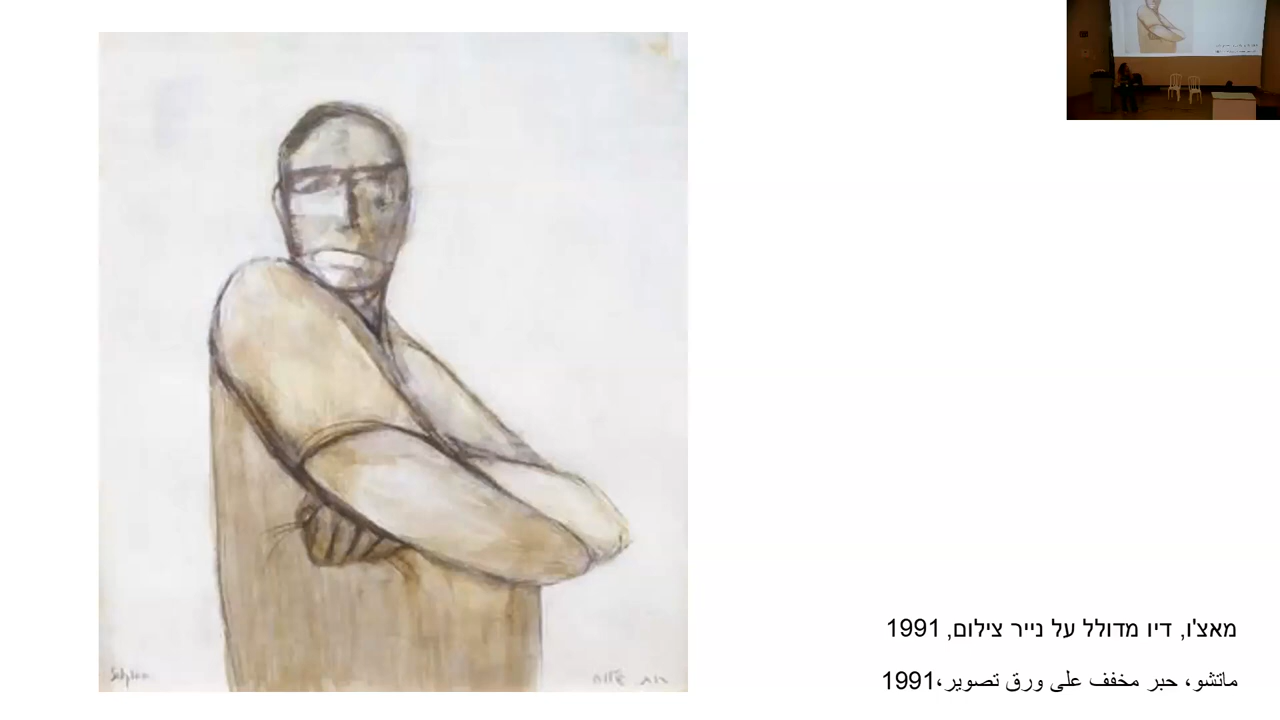 מאצ'ו, דיו מדולל על נייר צילום, 1991
ماتشو، حبر مخفف على ورق تصوير،1991